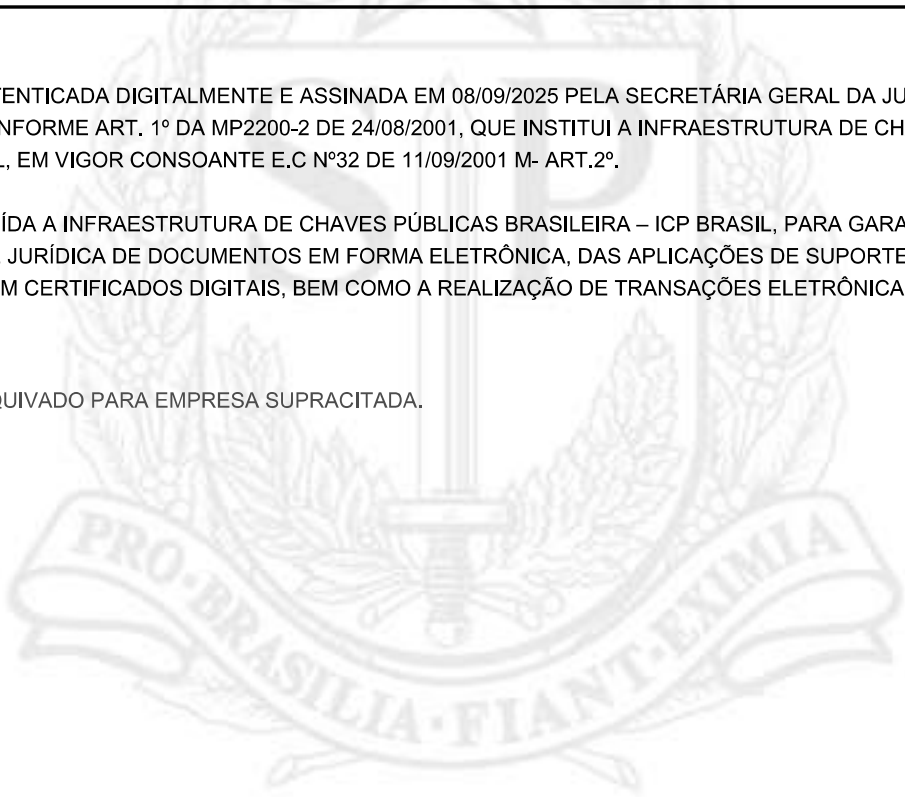 TENTICADA DIGITALMENTE E ASSINADA EM 08/09/2025 PELA SECRETÁRIA GERAL DA JU
NFORME ART. 1º DA MP2200-2 DE 24/08/2001, QUE INSTITUI A INFRAESTRUTURA DE CH
L, EM VIGOR CONSOANTE E.C Nº32 DE 11/09/2001 M- ART.2º.
ÍDA A INFRAESTRUTURA DE CHAVES PÚBLICAS BRASILEIRA – ICP BRASIL, PARA GARA
JURÍDICA DE DOCUMENTOS EM FORMA ELETRÔNICA, DAS APLICAÇÕES DE SUPORTE
M CERTIFICADOS DIGITAIS, BEM COMO A REALIZAÇÃO DE TRANSAÇÕES ELETRÔNICA
QUIVADO PARA EMPRESA SUPRACITADA.
SP
PRO·BRASILIA·FIANT·EXIMIA